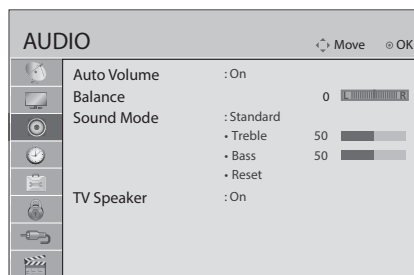 AUDIO Move OK
Auto Volume : On
Balance 0 L R
Sound Mode : Standard
• Treble 50
• Bass 50
• Reset
TV Speaker : On